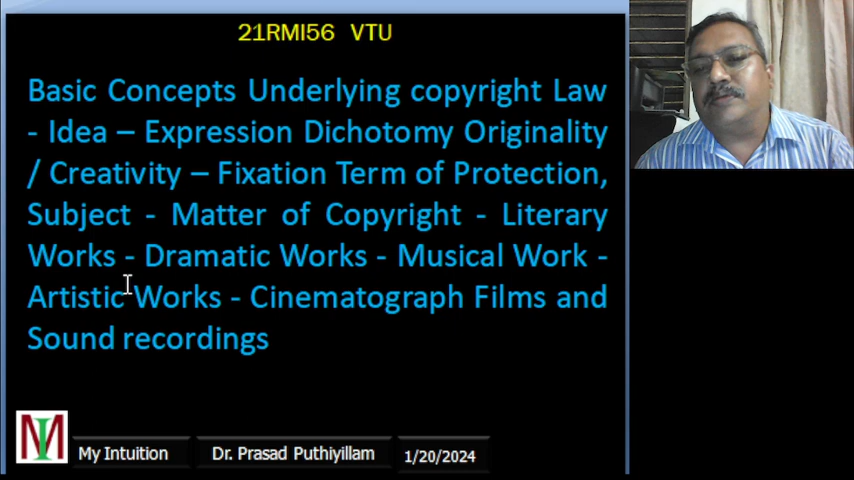 21RMI56 VTU
Basic Concepts Underlying copyright Law
- Idea – Expression Dichotomy Originality
/ Creativity – Fixation Term of Protection,
Subject - Matter of Copyright - Literary
Works - Dramatic Works - Musical Work -
Artistic Works - Cinematograph Films and
Sound recordings
MI
My Intuition
Dr. Prasad Puthiyillam
1/20/2024